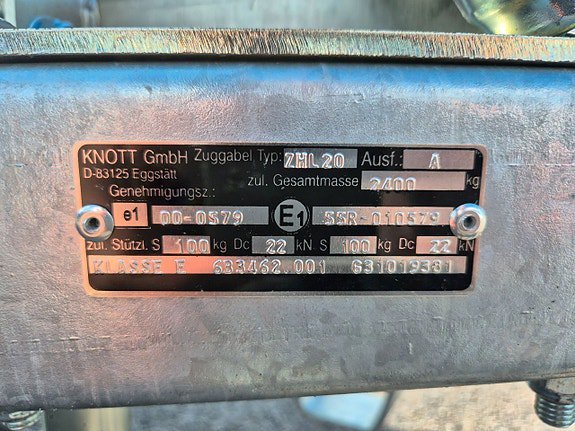 KNOTT GmbH Zuggabel Typ: ZHL20 Ausf.: A
D-83125 Eggstätt
zul. Gesamtmasse 2400 kg
Genehmigungsz.:
e1 00-0579 E1 55R-010579
zul. Stützl. S 100 kg Dc 22 kN S 100 kg Dc 22 kN
KLASSE E 633462.001 G31019381